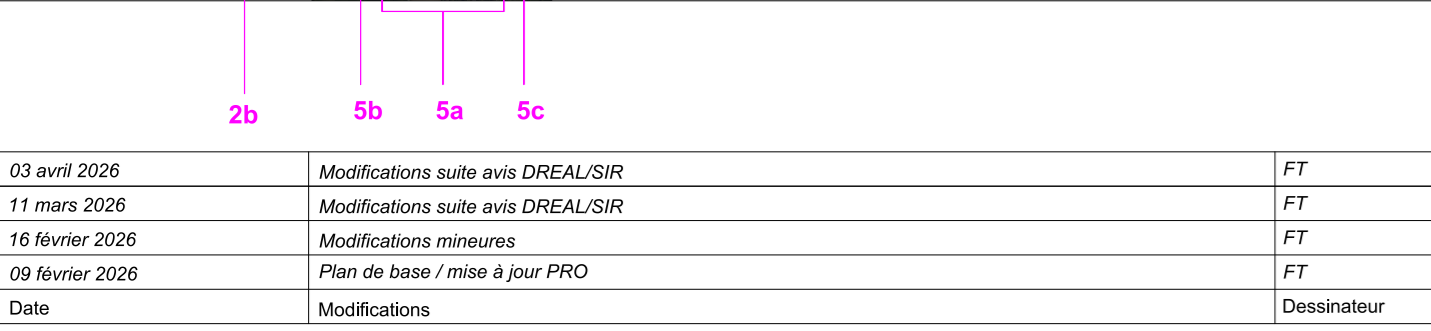 2b 5b 5a 5c
03 avril 2026 Modifications suite avis DREAL/SIR FT
11 mars 2026 Modifications suite avis DREAL/SIR FT
16 février 2026 Modifications mineures FT
09 février 2026 Plan de base / mise à jour PRO FT
Date Modifications Dessinateur